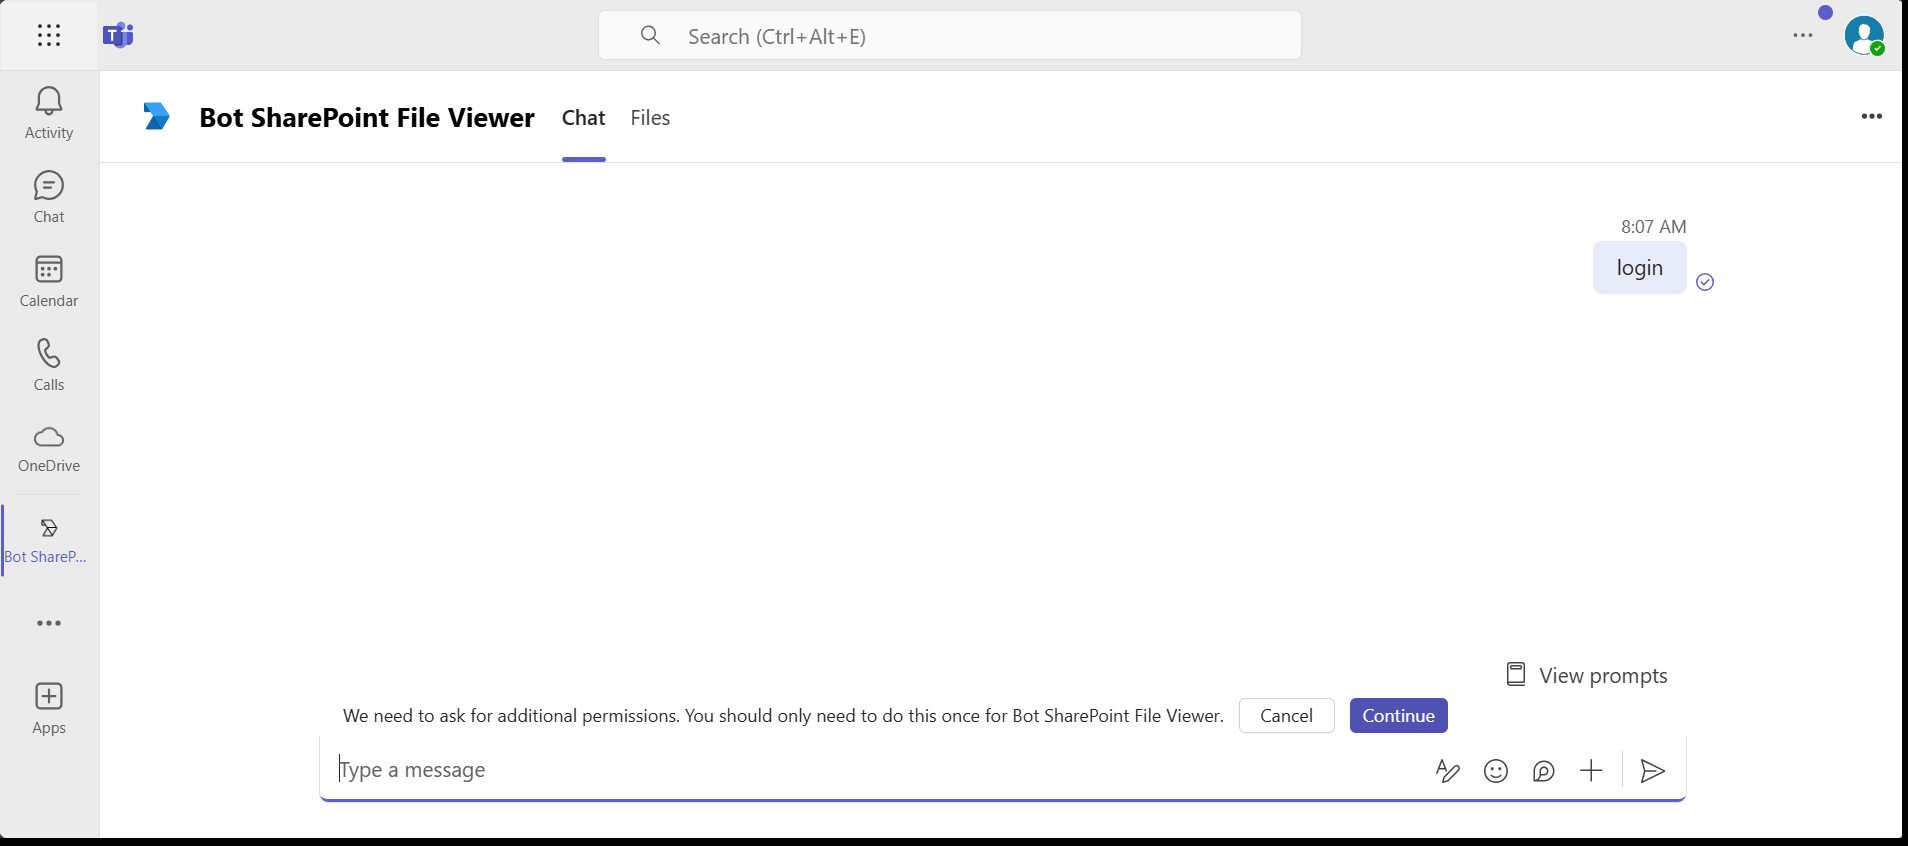 Search (Ctrl+Alt+E)
T
Activity
Chat
Calendar
Calls
OneDrive
Bot ShareP...
Apps
Bot SharePoint File Viewer
Chat
Files
8:07 AM
login
View prompts
We need to ask for additional permissions. You should only need to do this once for Bot SharePoint File Viewer.
Cancel
Continue
Type a message